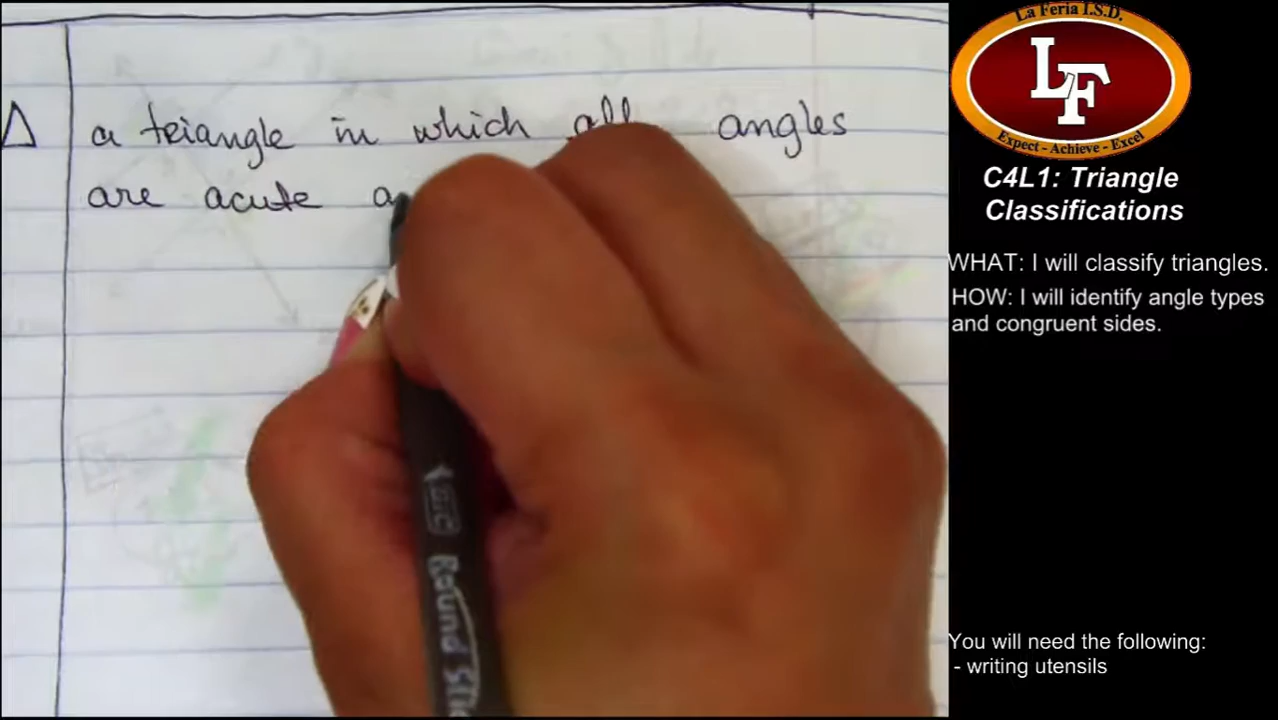 Δ a triangle in which all angles
are acute a
La Feria I.S.D.
LF
Expect - Achieve - Excel
C4L1: Triangle
Classifications
WHAT: I will classify triangles.
HOW: I will identify angle types
and congruent sides.
You will need the following:
- writing utensils
BIC Round Stic